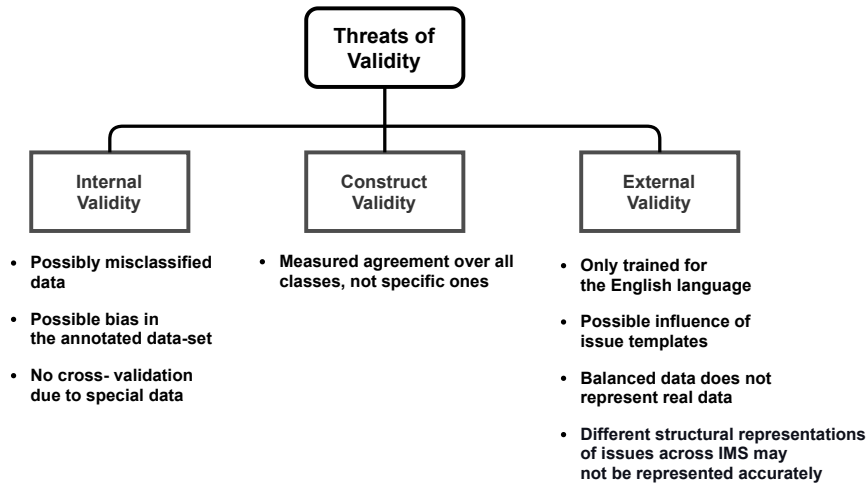 Threats of
Validity
Internal
Validity
Construct
Validity
External
Validity
• Possibly misclassified
data
• Possible bias in
the annotated data-set
• No cross- validation
due to special data
• Measured agreement over all
classes, not specific ones
• Only trained for
the English language
• Possible influence of
issue templates
• Balanced data does not
represent real data
• Different structural representations
of issues across IMS may
not be represented accurately